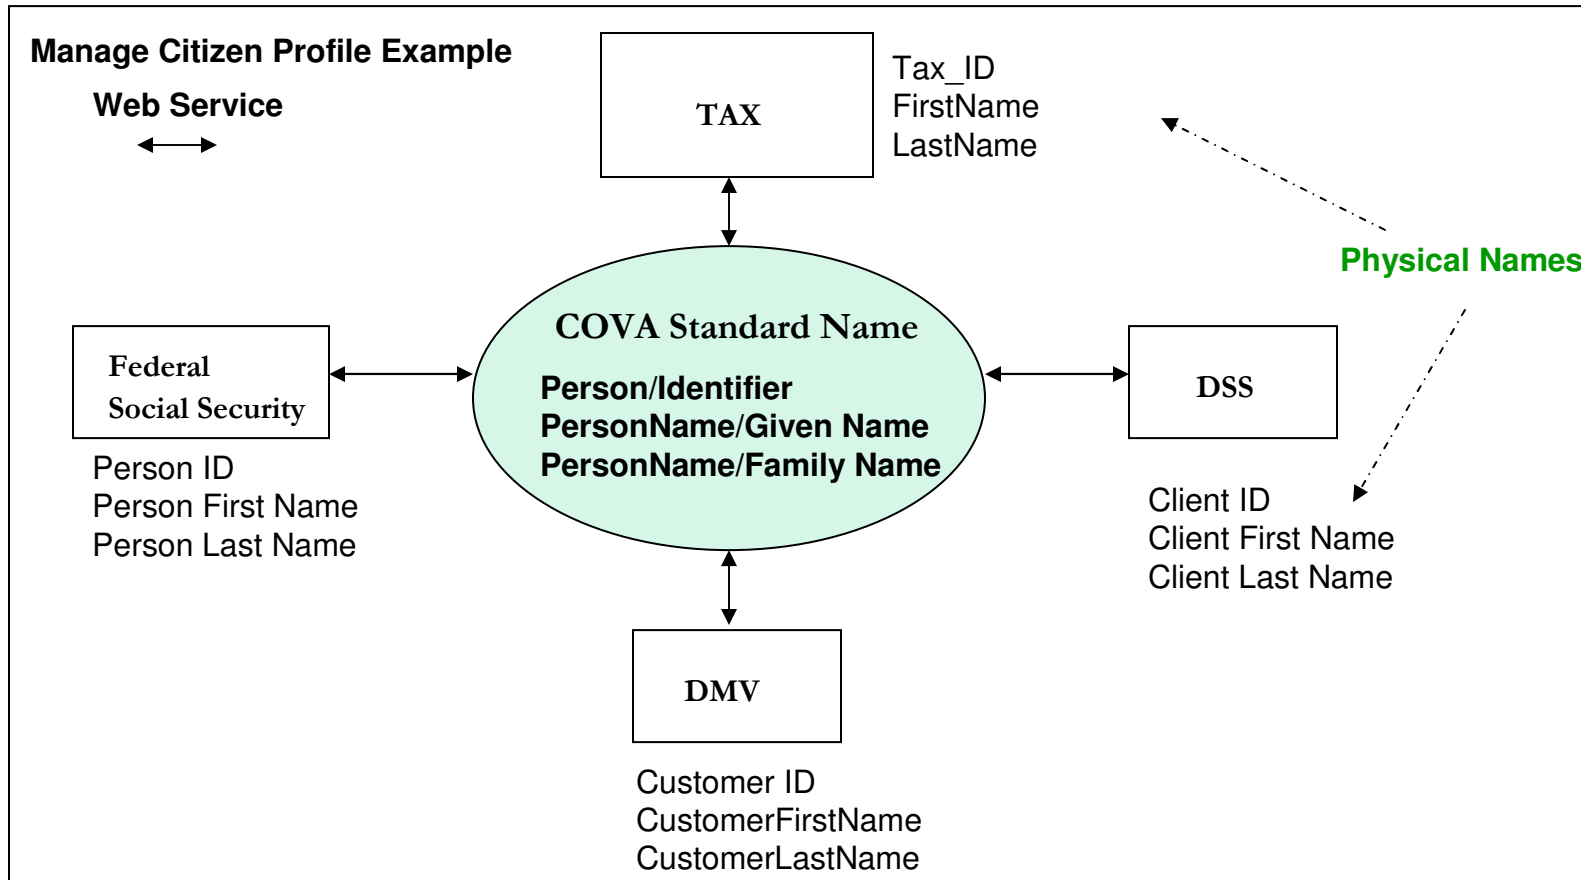 Manage Citizen Profile Example
Web Service
TAX
Tax_ID
FirstName
LastName
Physical Names
COVA Standard Name
Person/Identifier
PersonName/Given Name
PersonName/Family Name
Federal
Social Security
Person ID
Person First Name
Person Last Name
DSS
Client ID
Client First Name
Client Last Name
DMV
Customer ID
CustomerFirstName
CustomerLastName